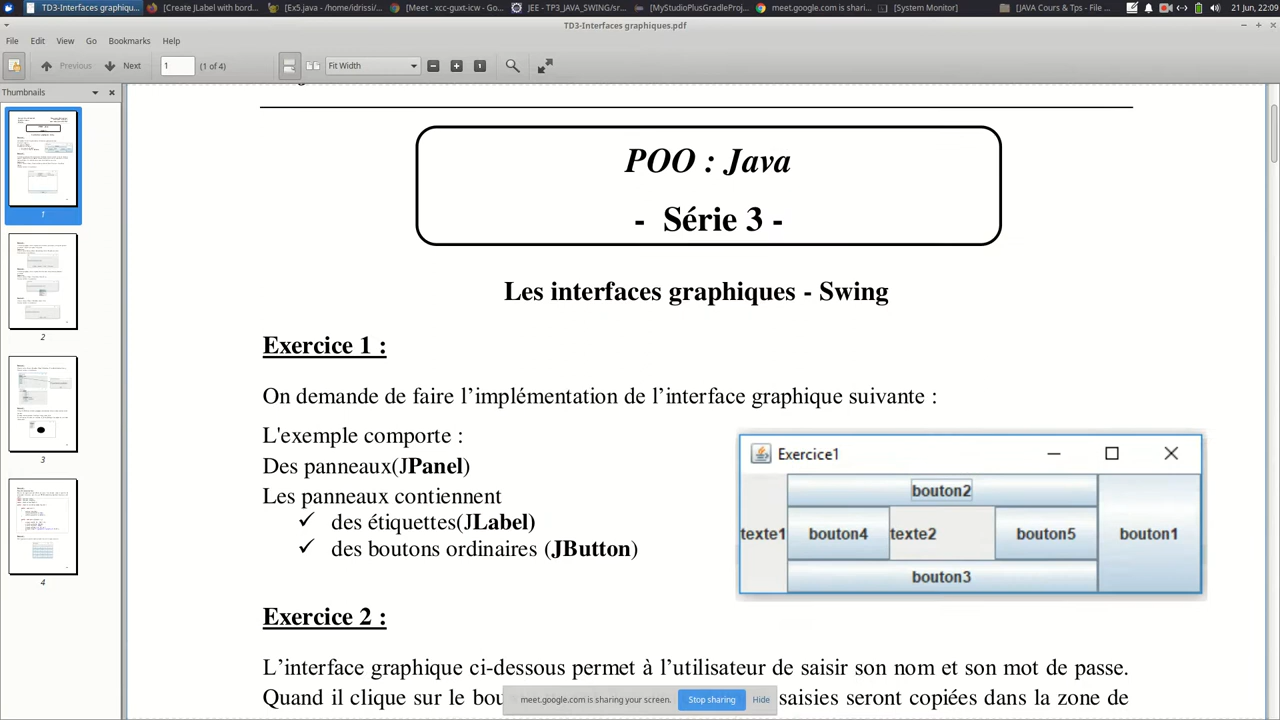 TD3-Interfaces graphiqu...
[Create JLabel with bord...
[Ex5.java - /home/idrissi/...
[Meet - xcc-guxt-icw - Go...
[JEE - TP3_JAVA_SWING/sr...
[MyStudioPlusGradleProj...
meet.google.com is shari...
[System Monitor]
[JAVA Cours & Tps - File ...
21 Jun, 22:09
TD3-Interfaces graphiques.pdf
File Edit View Go Bookmarks Help
Previous Next 1 (1 of 4) Fit Width
Thumbnails
1
2
3
4
POO : Java
- Série 3 -
Les interfaces graphiques - Swing
Exercice 1 :
On demande de faire l’implémentation de l’interface graphique suivante :
L'exemple comporte :
Des panneaux(JPanel)
Les panneaux contiennent
✓ des étiquettes(JLabel)
✓ des boutons ordinaires (JButton)
Exercice1
bouton2
texte1 bouton4 texte2 bouton5 bouton1
bouton3
Exercice 2 :
L’interface graphique ci-dessous permet à l’utilisateur de saisir son nom et son mot de passe.
Quand il clique sur le bou
saisies seront copiées dans la zone de
meet.google.com is sharing your screen. Stop sharing Hide